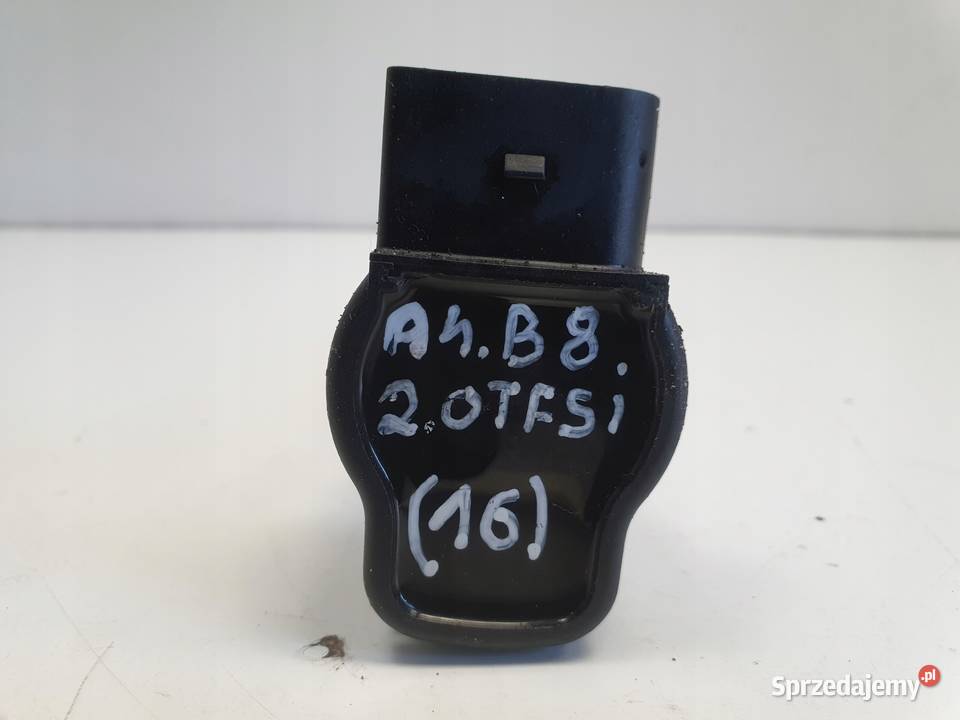 A4.B8.
2.0TFSi
(16)
Sprzedajemy.pl